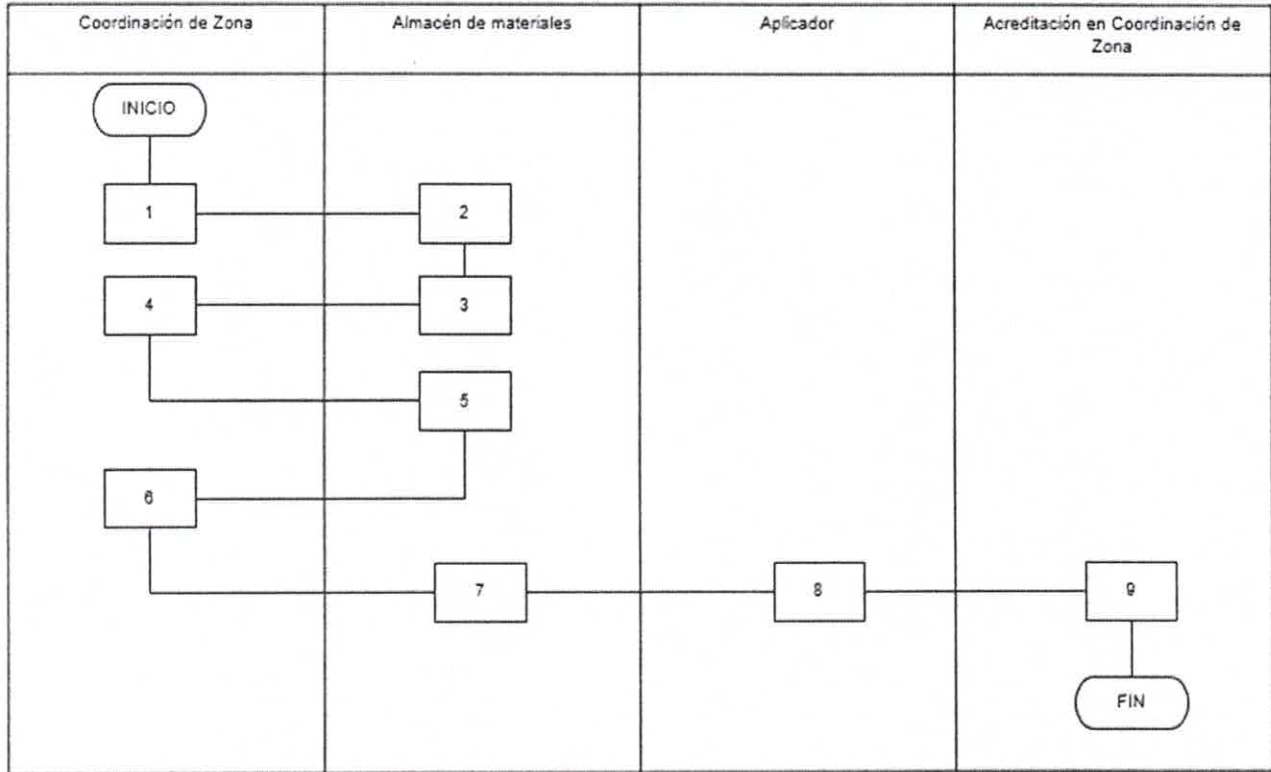 Coordinación de Zona
Almacén de materiales
Aplicador
Acreditación en Coordinación de
Zona
INICIO
1
2
4
3
5
6
7
8
9
FIN